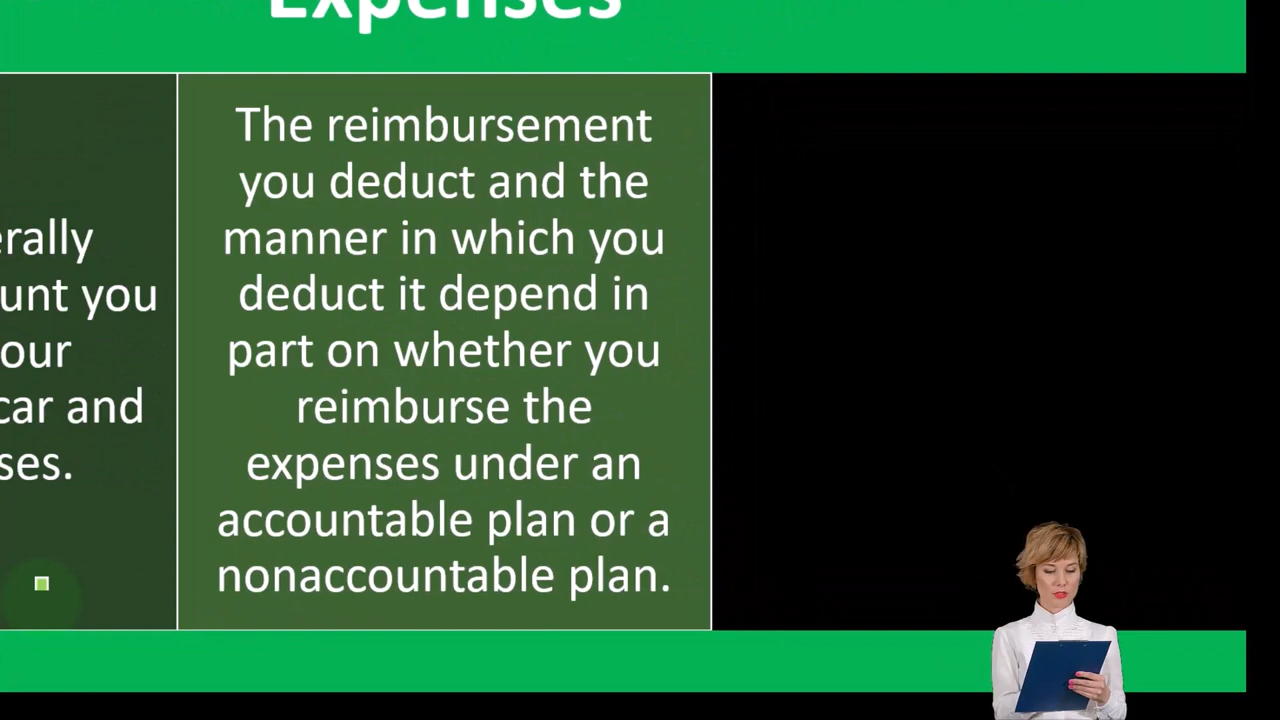 Expenses
erally
unt you
our
car and
ses.
The reimbursement
you deduct and the
manner in which you
deduct it depend in
part on whether you
reimburse the
expenses under an
accountable plan or a
nonaccountable plan.